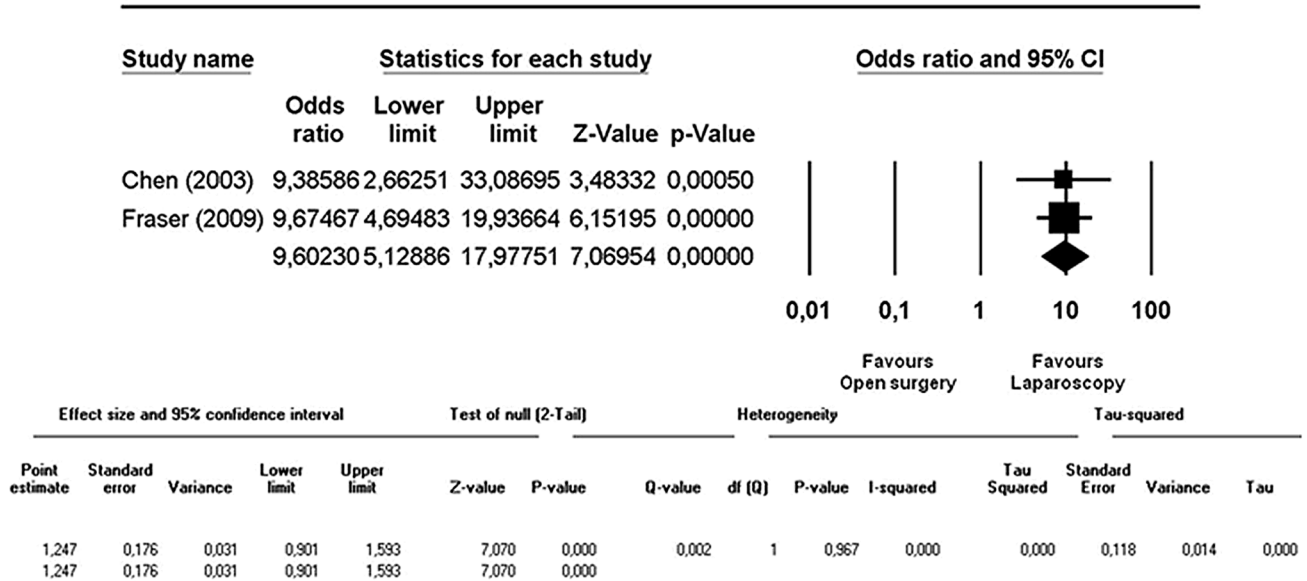 Study name Statistics for each study Odds ratio and 95% CI
Odds Lower Upper
ratio limit limit Z-Value p-Value
Chen (2003) 9,38586 2,66251 33,08695 3,48332 0,00050
Fraser (2009) 9,67467 4,69483 19,93664 6,15195 0,00000
9,60230 5,12886 17,97751 7,06954 0,00000
0,01 0,1 1 10 100
Favours Favours
Open surgery Laparoscopy
Effect size and 95% confidence interval Test of null (2-Tail) Heterogeneity Tau-squared
Point Standard Lower Upper Tau Standard
estimate error Variance limit limit Z-value P-value Q-value df (Q) P-value I-squared Squared Error Variance Tau
1,247 0,176 0,031 0,901 1,593 7,070 0,000 0,002 1 0,967 0,000 0,000 0,118 0,014 0,000
1,247 0,176 0,031 0,901 1,593 7,070 0,000